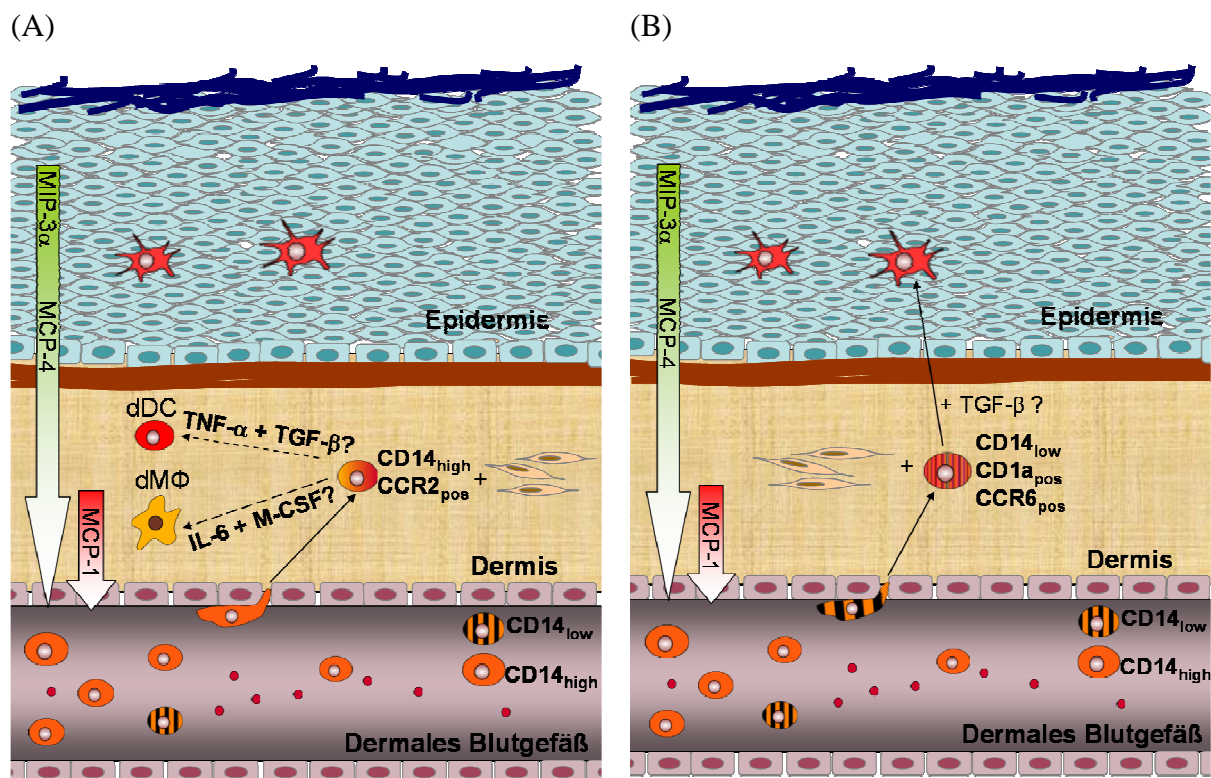 (A)
MIP-3α MCP-4
Epidermis
dDC
TNF-α + TGF-β?
CD14high
CCR2pos
+
dMΦ
IL-6 + M-CSF?
MCP-1
Dermis
CD14low
CD14high
Dermales Blutgefäß
(B)
MIP-3α MCP-4
Epidermis
+ TGF-β ?
+
CD14low
CD1apos
CCR6pos
MCP-1
Dermis
CD14low
CD14high
Dermales Blutgefäß